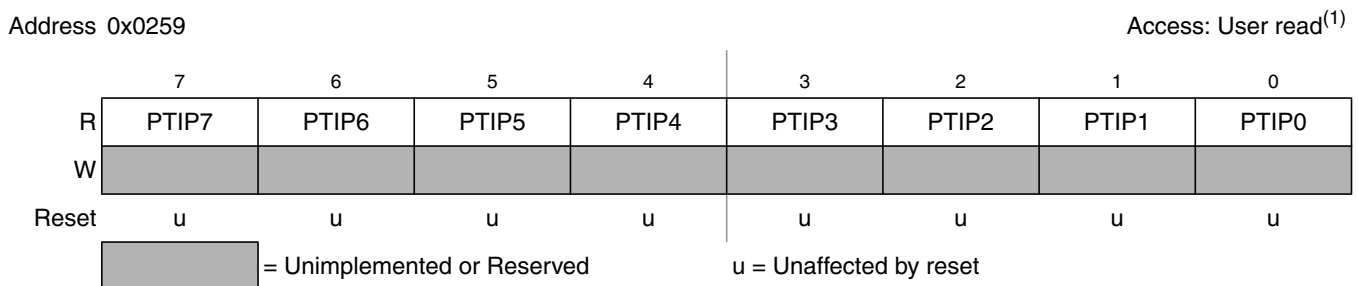 Address 0x0259 Access: User read(1)
7 6 5 4 3 2 1 0
R PTIP7 PTIP6 PTIP5 PTIP4 PTIP3 PTIP2 PTIP1 PTIP0
W
Reset u u u u u u u u
= Unimplemented or Reserved u = Unaffected by reset